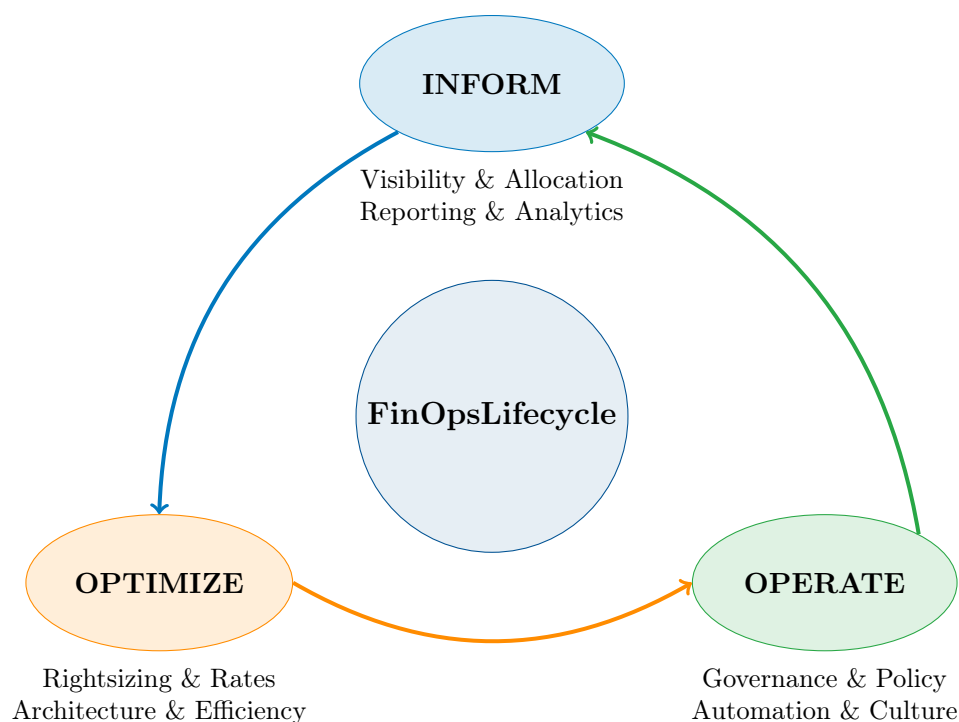 INFORM
Visibility & Allocation
Reporting & Analytics
FinOpsLifecycle
OPTIMIZE
Rightsizing & Rates
Architecture & Efficiency
OPERATE
Governance & Policy
Automation & Culture